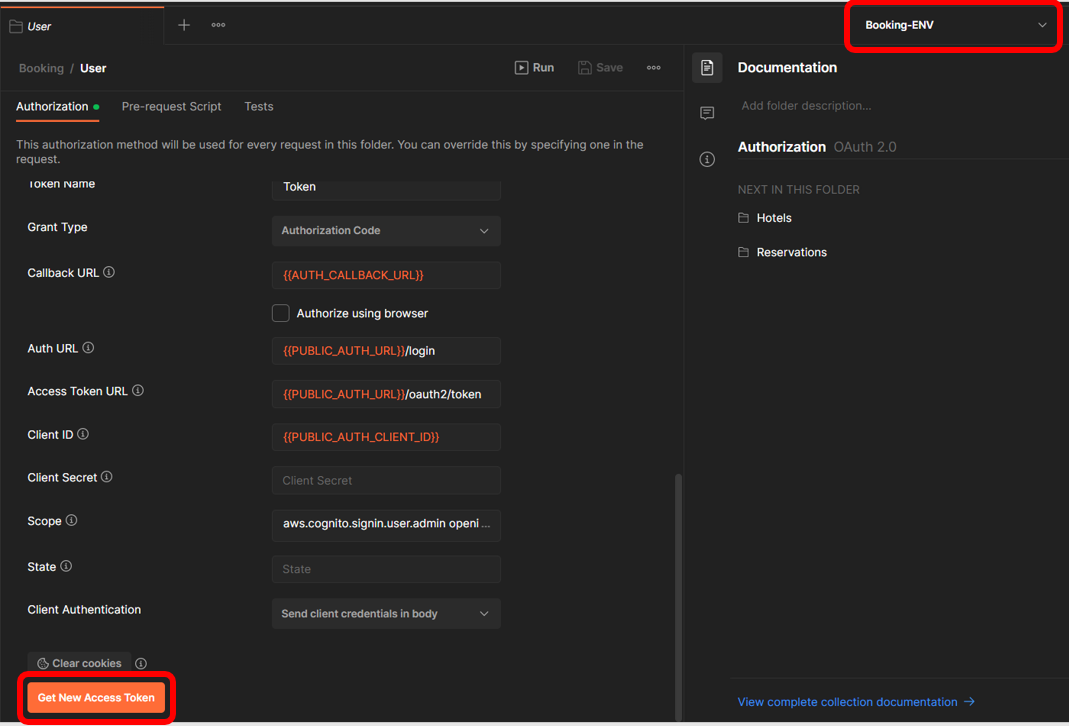 User
Booking-ENV
Booking / User
Run
Save
Documentation
Authorization
Pre-request Script
Tests
Add folder description...
This authorization method will be used for every request in this folder. You can override this by specifying one in the
request.
Authorization OAuth 2.0
Token Name
Token
NEXT IN THIS FOLDER
Grant Type
Authorization Code
Hotels
Reservations
Callback URL
{{AUTH_CALLBACK_URL}}
Authorize using browser
Auth URL
{{PUBLIC_AUTH_URL}}/login
Access Token URL
{{PUBLIC_AUTH_URL}}/oauth2/token
Client ID
{{PUBLIC_AUTH_CLIENT_ID}}
Client Secret
Client Secret
Scope
aws.cognito.signin.user.admin openi ...
State
State
Client Authentication
Send client credentials in body
Clear cookies
Get New Access Token
View complete collection documentation →